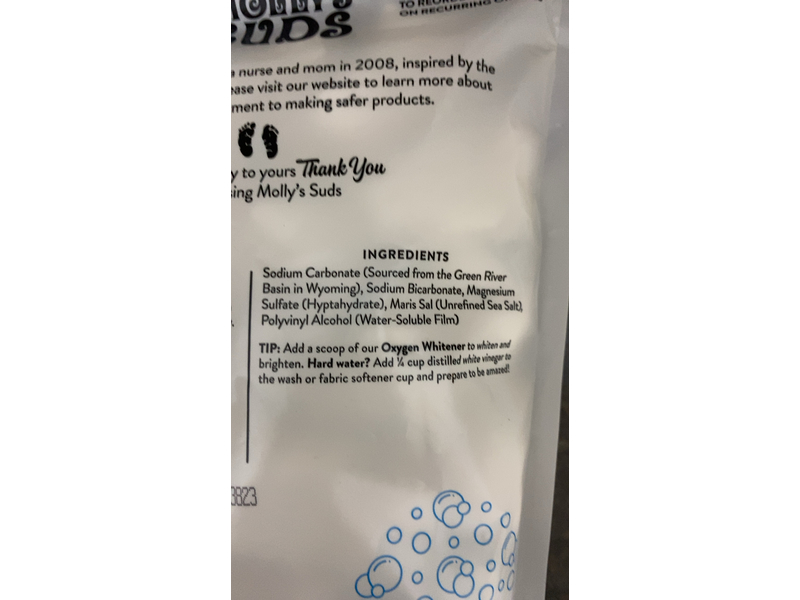 MOLLY'S
SUDS
TO REORDER
ON RECURRING
a nurse and mom in 2008, inspired by the
ease visit our website to learn more about
ment to making safer products.
y to yours Thank You
sing Molly's Suds
INGREDIENTS
Sodium Carbonate (Sourced from the Green River
Basin in Wyoming), Sodium Bicarbonate, Magnesium
Sulfate (Hyptahydrate), Maris Sal (Unrefined Sea Salt),
Polyvinyl Alcohol (Water-Soluble Film)
TIP: Add a scoop of our Oxygen Whitener to whiten and
brighten. Hard water? Add ¼ cup distilled white vinegar to
the wash or fabric softener cup and prepare to be amazed!
3823